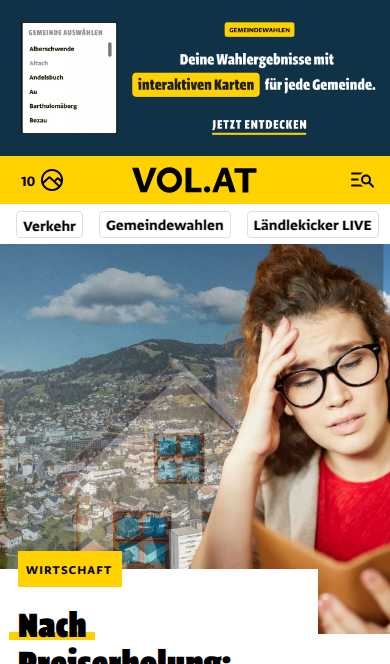 GEMEINDE AUSWÄHLEN
Alberschwende
Altach
Andelsbuch
Au
Bartholomäberg
Bezau
GEMEINDEWAHLEN
Deine Wahlergebnisse mit
interaktiven Karten für jede Gemeinde.
JETZT ENTDECKEN
10
VOL.AT
Verkehr
Gemeindewahlen
Ländlekicker LIVE
WIRTSCHAFT
Nach
Preiserholung: